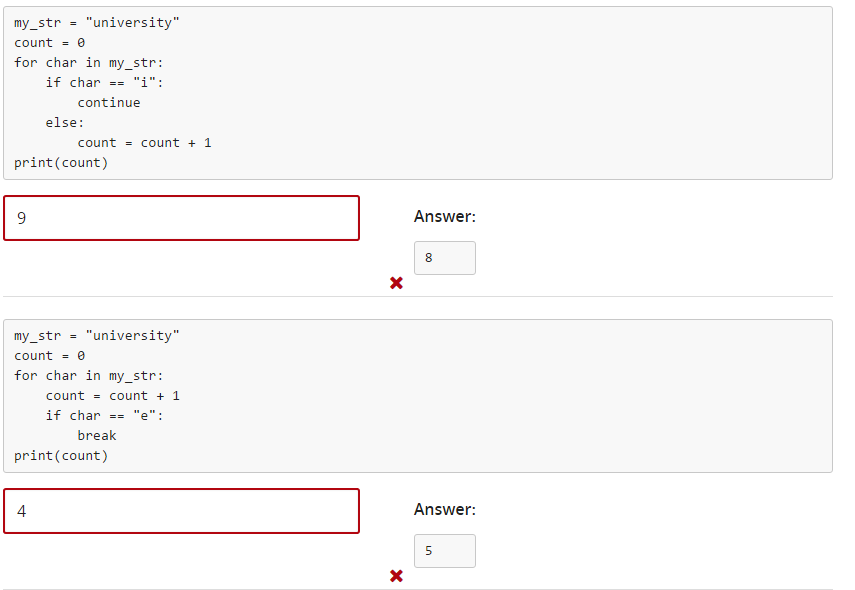 my_str = "university"
count = 0
for char in my_str:
    if char == "i":
        continue
    else:
        count = count + 1
print(count)
9
Answer:
8
my_str = "university"
count = 0
for char in my_str:
    count = count + 1
    if char == "e":
        break
print(count)
4
Answer:
5